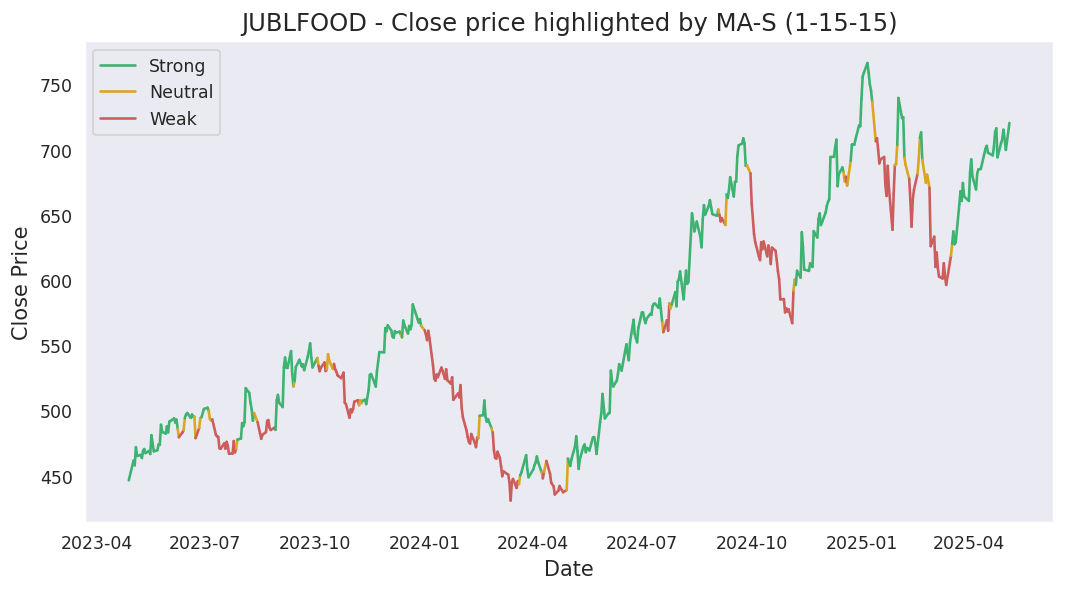 JUBLFOOD - Close price highlighted by MA-S (1-15-15)
Strong
Neutral
Weak
Close Price
750
700
650
600
550
500
450
2023-04 2023-07 2023-10 2024-01 2024-04 2024-07 2024-10 2025-01 2025-04
Date